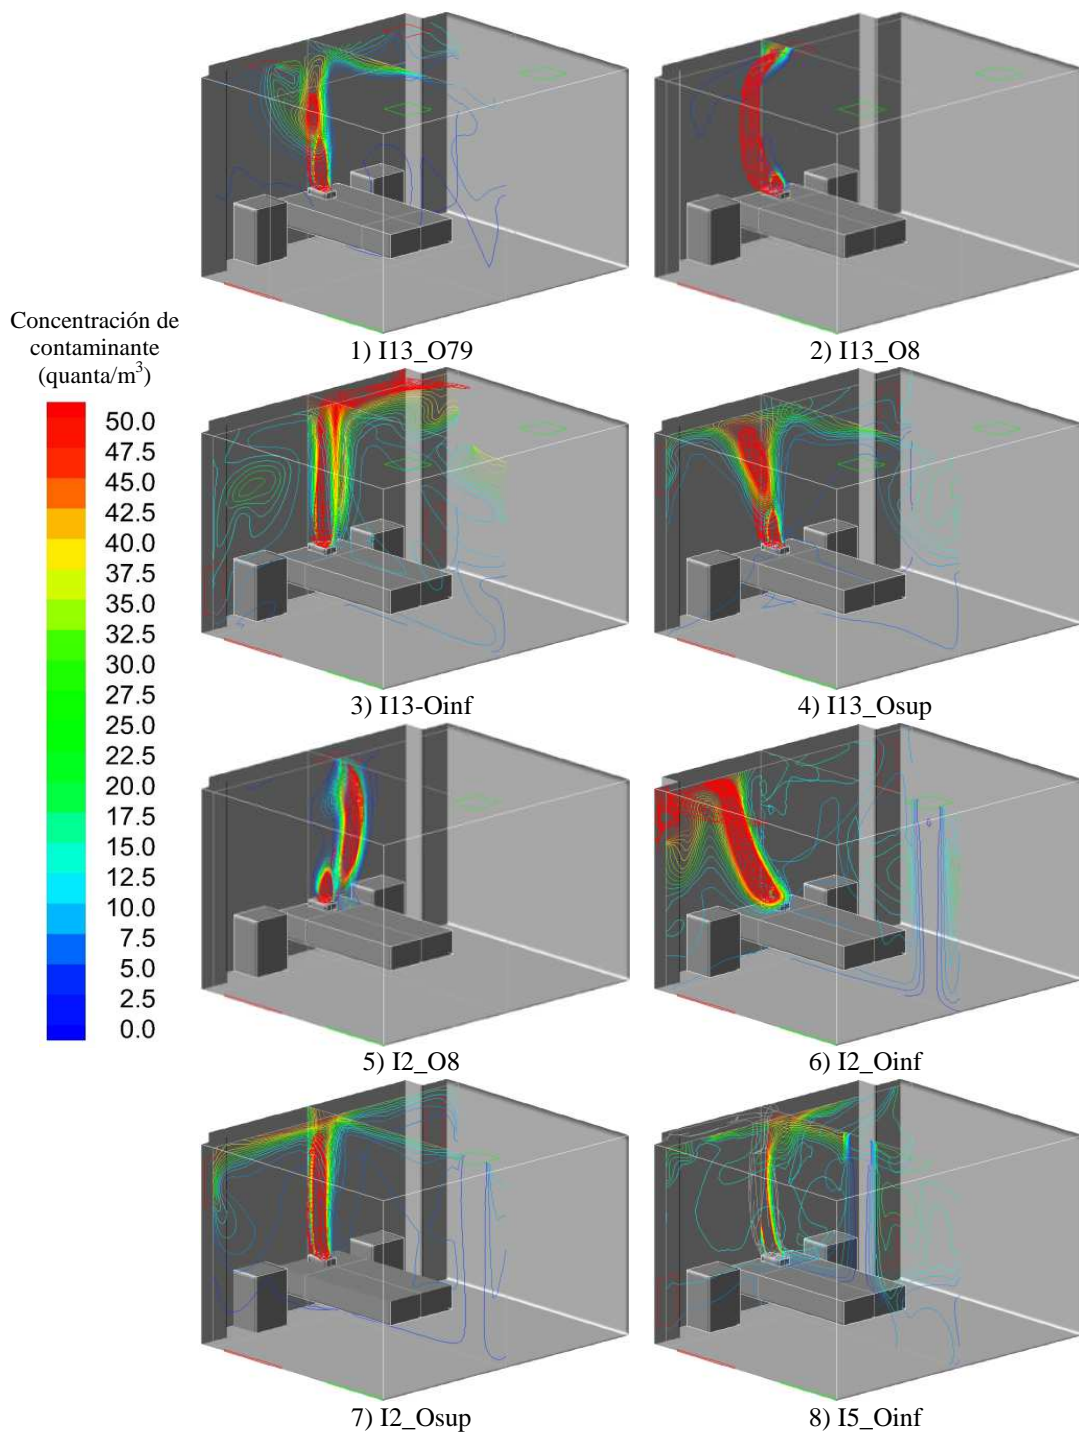 1) I13_O79
2) I13_O8
Concentración de
contaminante
(quanta/m³)
50.0
47.5
45.0
42.5
40.0
37.5
35.0
32.5
30.0
27.5
25.0
22.5
20.0
17.5
15.0
12.5
10.0
7.5
5.0
2.5
0.0
3) I13-Oinf
4) I13_Osup
5) I2_O8
6) I2_Oinf
7) I2_Osup
8) I5_Oinf